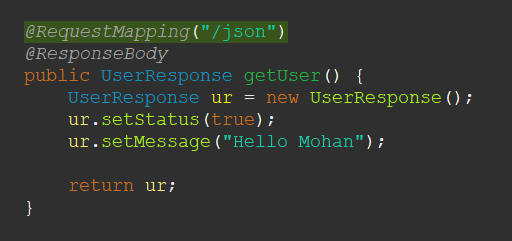 @RequestMapping("/json")
@ResponseBody
public UserResponse getUser() {
    UserResponse ur = new UserResponse();
    ur.setStatus(true);
    ur.setMessage("Hello Mohan");

    return ur;
}